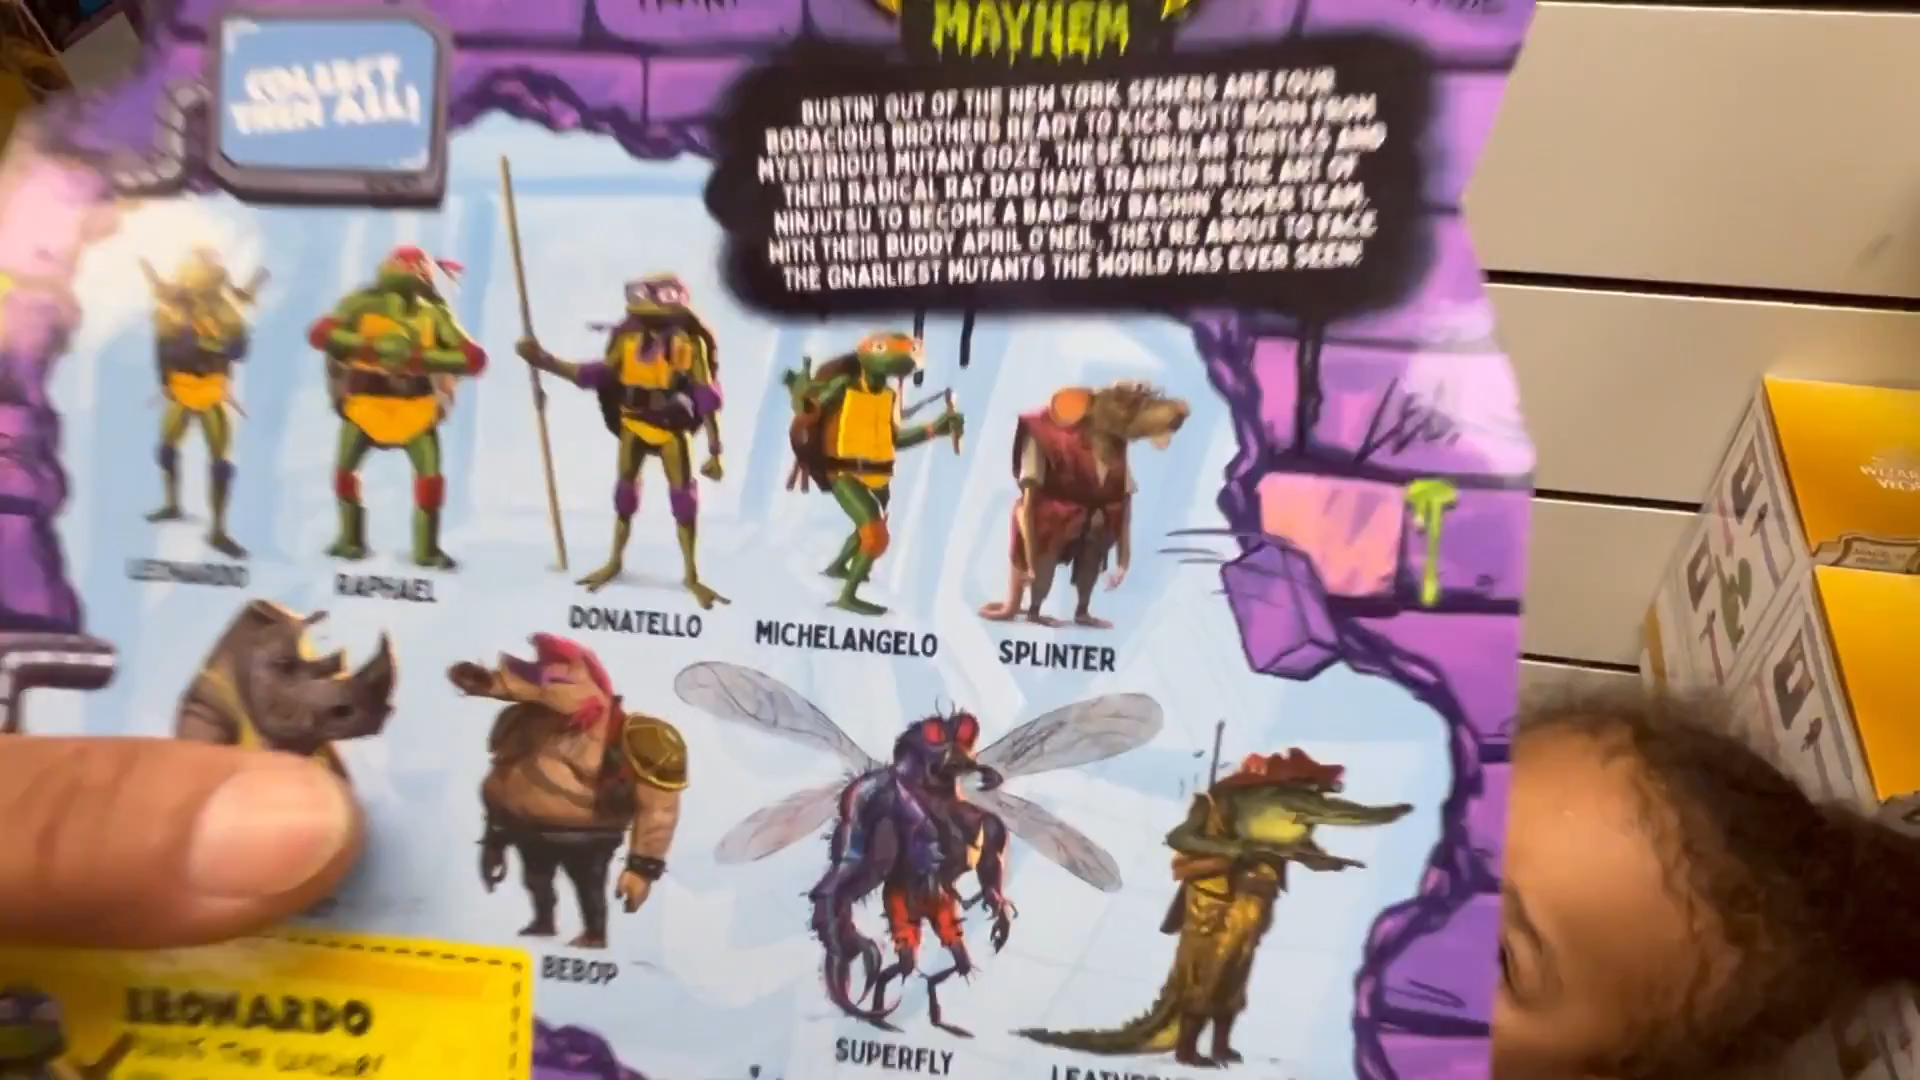 MAYHEM
COLLECT
THEM ALL!
BUSTIN' OUT OF THE NEW YORK SEWERS ARE FOUR
BODACIOUS BROTHERS READY TO KICK BUTT! BORN FROM
MYSTERIOUS MUTANT OOZE, THESE TUBULAR TURTLES AND
THEIR RADICAL RAT DAD HAVE TRAINED IN THE ART OF
NINJUTSU TO BECOME A BAD-GUY BASHIN' SUPER TEAM.
WITH THEIR BUDDY APRIL O'NEIL, THEY'RE ABOUT TO FACE
THE GNARLIEST MUTANTS THE WORLD HAS EVER SEEN!
LEONARDO
RAPHAEL
DONATELLO
MICHELANGELO
SPLINTER
BEBOP
SUPERFLY
LEONARDO